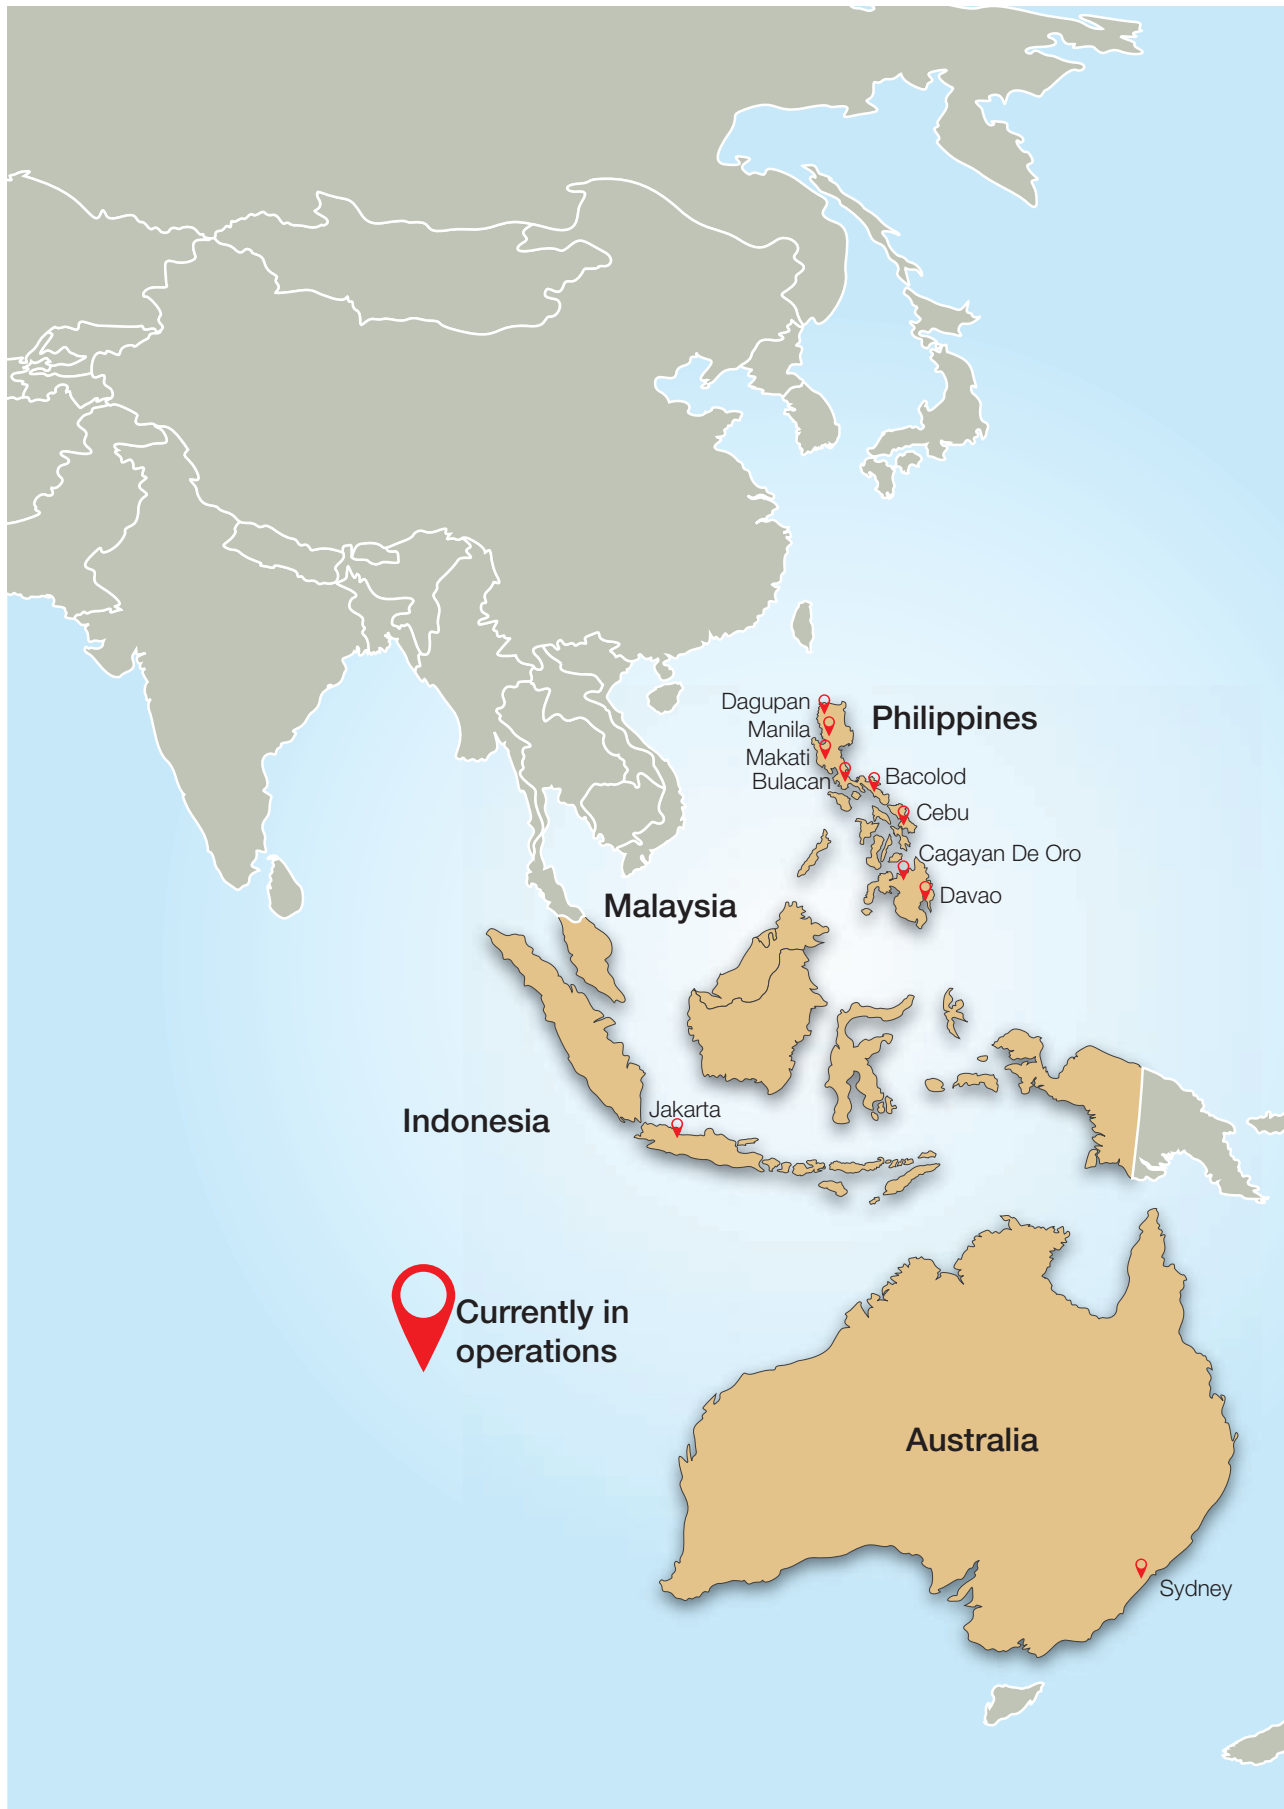 Dagupan
Philippines
Manila
Makati
Bulacan
Bacolod
Cebu
Cagayan De Oro
Davao
Malaysia
Jakarta
Indonesia
Currently in
operations
Australia
Sydney